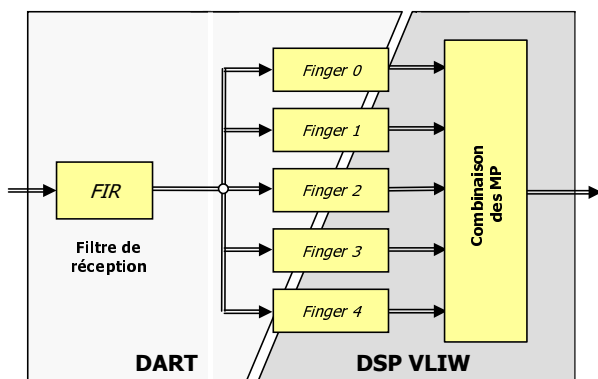 Finger 0
Finger 1
FIR
Finger 2
Combinaison
des MP
Filtre de
réception
Finger 3
Finger 4
DART
DSP VLIW